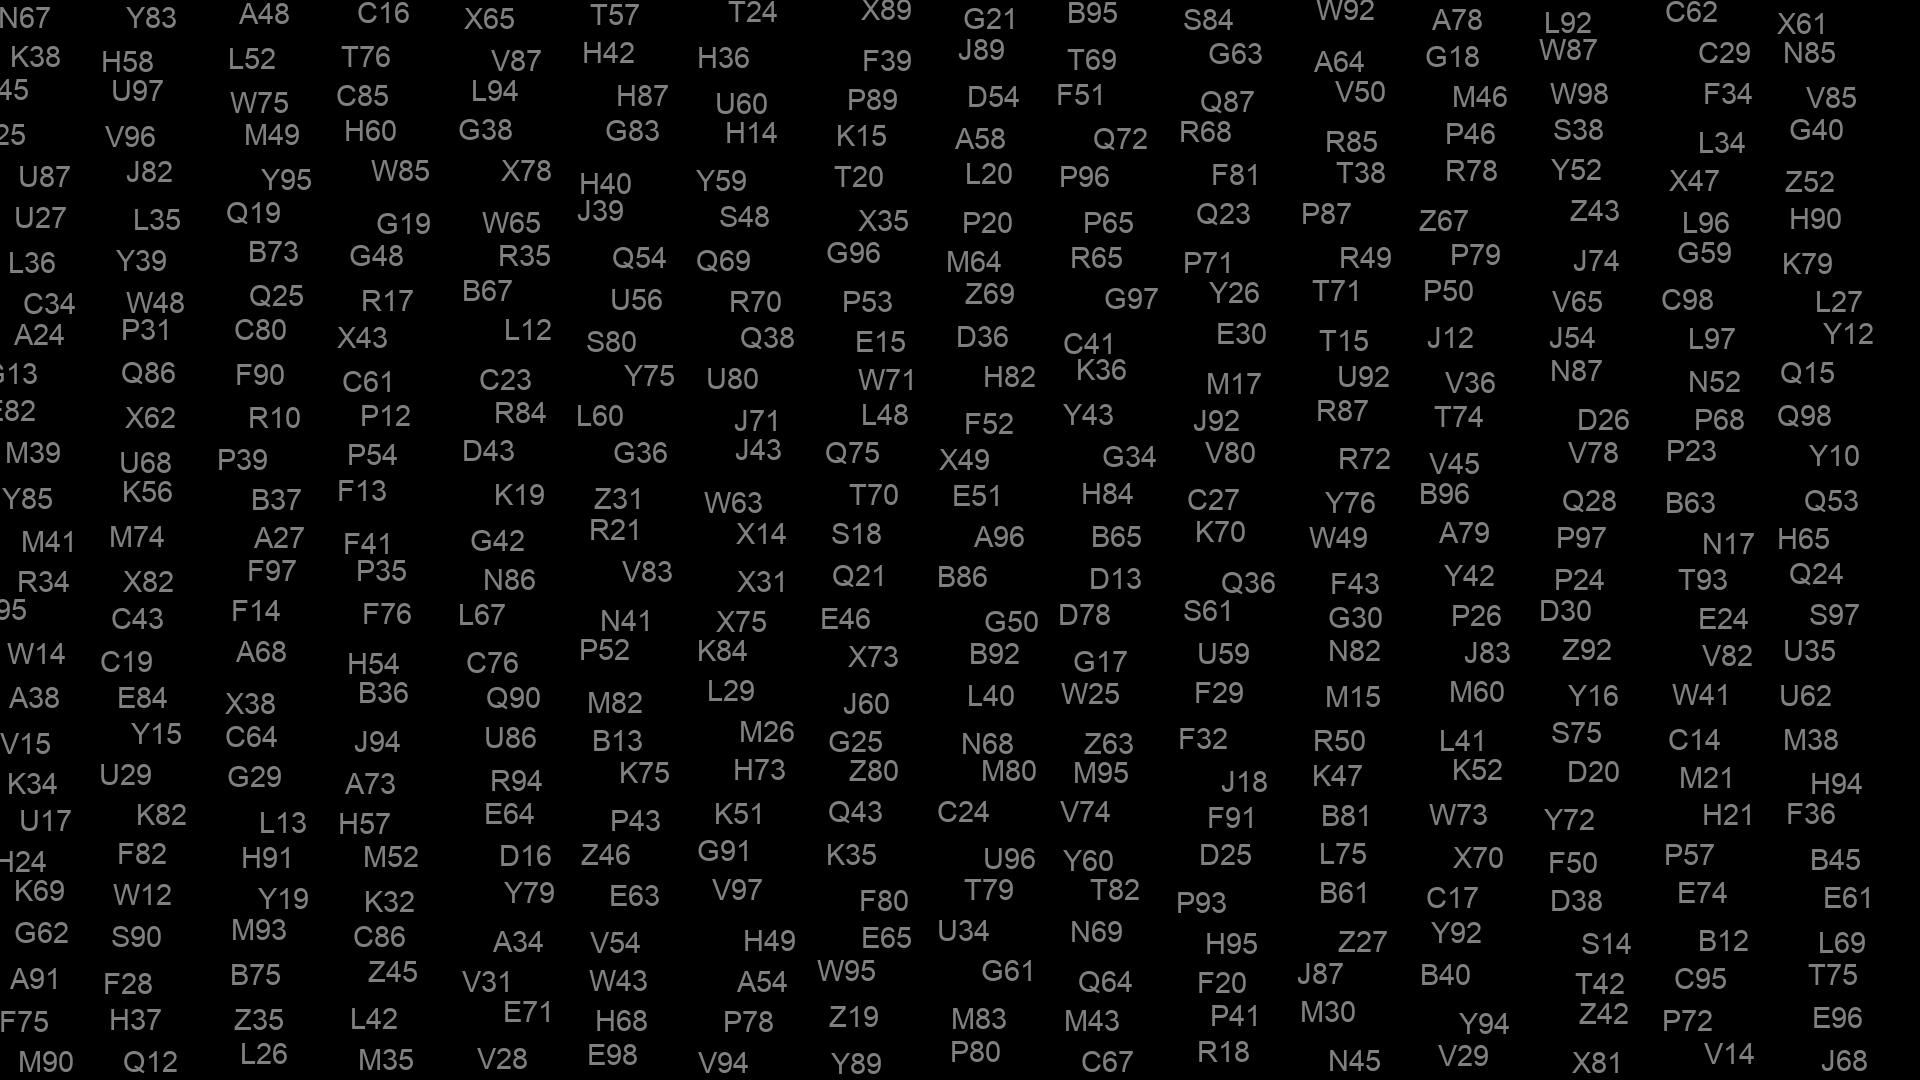 N67 Y83 A48 C16 X65 T57 T24 X89 G21 B95 S84 W92 A78 L92 C62 X61
K38 H58 L52 T76 V87 H42 H36 F39 J89 T69 G63 A64 G18 W87 C29 N85
45 U97 W75 C85 L94 H87 U60 P89 D54 F51 Q87 V50 M46 W98 F34 V85
25 V96 M49 H60 G38 G83 H14 K15 A58 Q72 R68 R85 P46 S38 L34 G40
U87 J82 Y95 W85 X78 H40 Y59 T20 L20 P96 F81 T38 R78 Y52 X47 Z52
U27 L35 Q19 G19 W65 J39 S48 X35 P20 P65 Q23 P87 Z67 Z43 L96 H90
L36 Y39 B73 G48 R35 Q54 Q69 G96 M64 R65 P71 R49 P79 J74 G59 K79
C34 W48 Q25 R17 B67 U56 R70 P53 Z69 G97 Y26 T71 P50 V65 C98 L27
A24 P31 C80 X43 L12 S80 Q38 E15 D36 C41 E30 T15 J12 J54 L97 Y12
G13 Q86 F90 C61 C23 Y75 U80 W71 H82 K36 M17 U92 V36 N87 N52 Q15
E82 X62 R10 P12 R84 L60 J71 L48 F52 Y43 J92 R87 T74 D26 P68 Q98
M39 U68 P39 P54 D43 G36 J43 Q75 X49 G34 V80 R72 V45 V78 P23 Y10
Y85 K56 B37 F13 K19 Z31 W63 T70 E51 H84 C27 Y76 B96 Q28 B63 Q53
M41 M74 A27 F41 G42 R21 X14 S18 A96 B65 K70 W49 A79 P97 N17 H65
R34 X82 F97 P35 N86 V83 X31 Q21 B86 D13 Q36 F43 Y42 P24 T93 Q24
95 C43 F14 F76 L67 N41 X75 E46 G50 D78 S61 G30 P26 D30 E24 S97
W14 C19 A68 H54 C76 P52 K84 X73 B92 G17 U59 N82 J83 Z92 V82 U35
A38 E84 X38 B36 Q90 M82 L29 J60 L40 W25 F29 M15 M60 Y16 W41 U62
V15 Y15 C64 J94 U86 B13 M26 G25 N68 Z63 F32 R50 L41 S75 C14 M38
K34 U29 G29 A73 R94 K75 H73 Z80 M80 M95 J18 K47 K52 D20 M21 H94
U17 K82 L13 H57 E64 P43 K51 Q43 C24 V74 F91 B81 W73 Y72 H21 F36
H24 F82 H91 M52 D16 Z46 G91 K35 U96 Y60 D25 L75 X70 F50 P57 B45
K69 W12 Y19 K32 Y79 E63 V97 F80 T79 T82 P93 B61 C17 D38 E74 E61
G62 S90 M93 C86 A34 V54 H49 E65 U34 N69 H95 Z27 Y92 S14 B12 L69
A91 F28 B75 Z45 V31 W43 A54 W95 G61 Q64 F20 J87 B40 T42 C95 T75
F75 H37 Z35 L42 E71 H68 P78 Z19 M83 M43 P41 M30 Y94 Z42 P72 E96
M90 Q12 L26 M35 V28 E98 V94 Y89 P80 C67 R18 N45 V29 X81 V14 J68